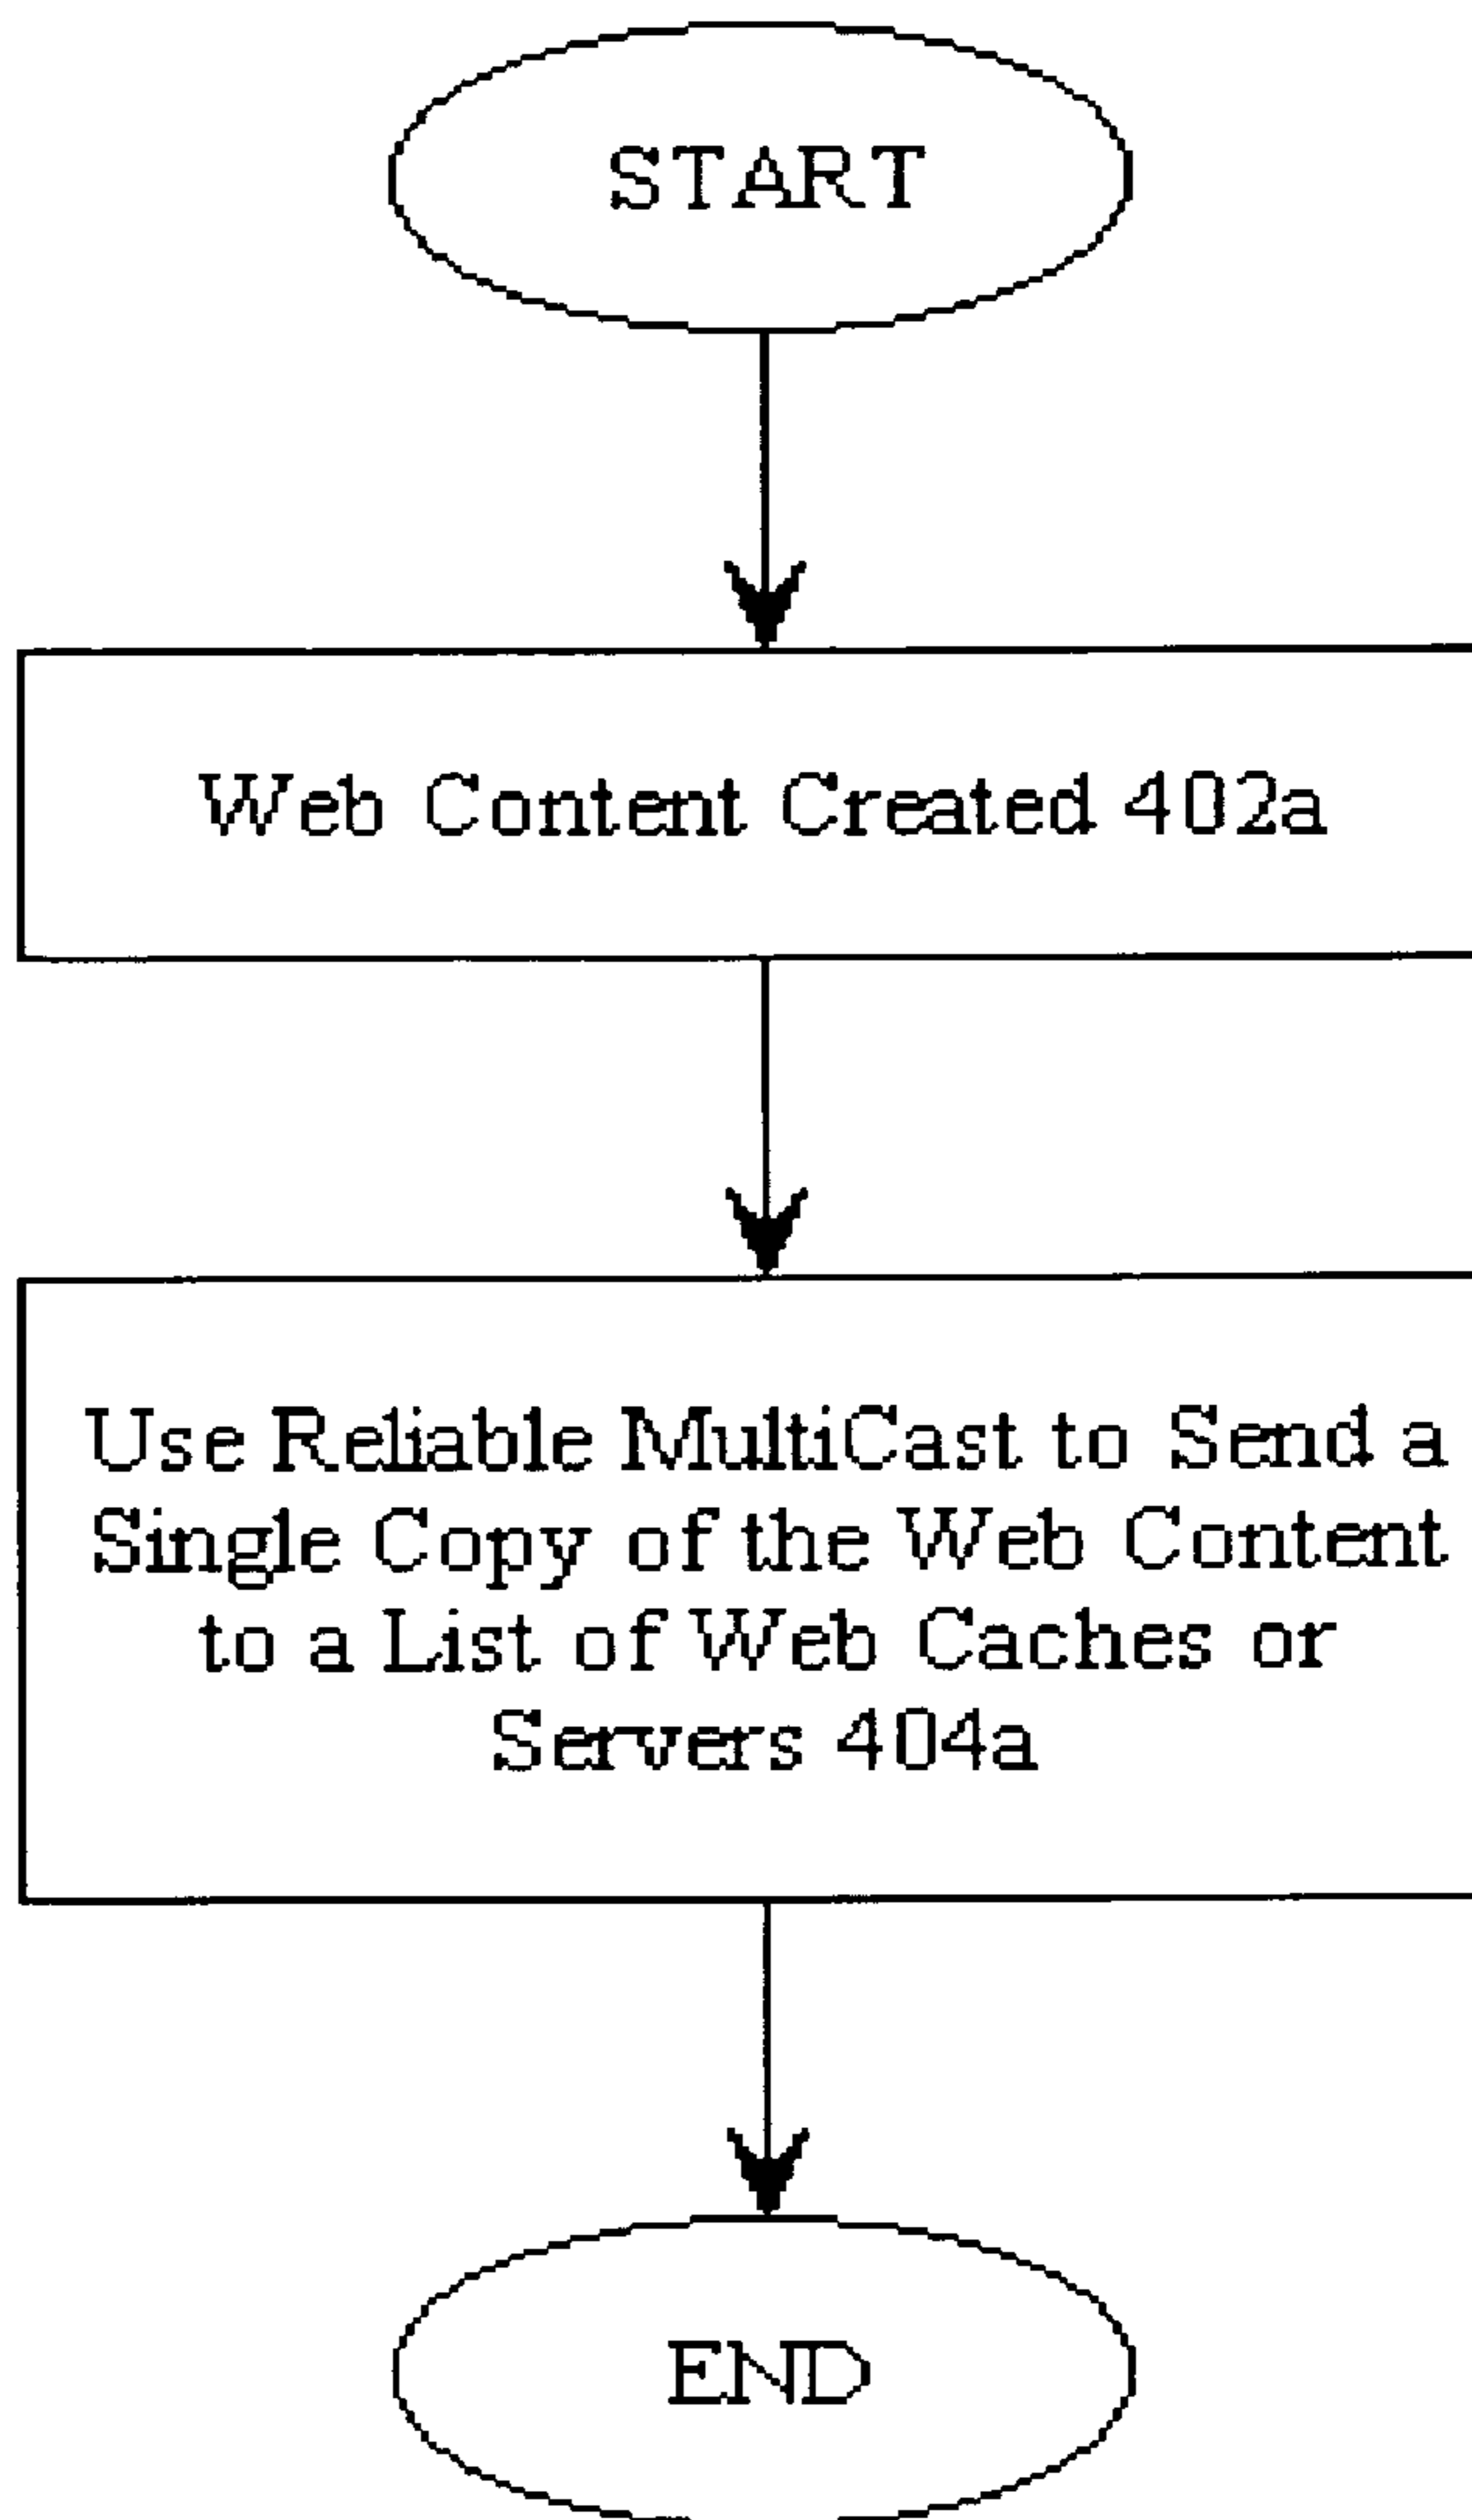 START
Web Content Created 402a
Use Reliable MultiCast to Send a
Single Copy of the Web Content
to a List of Web Caches or
Servers 404a
END